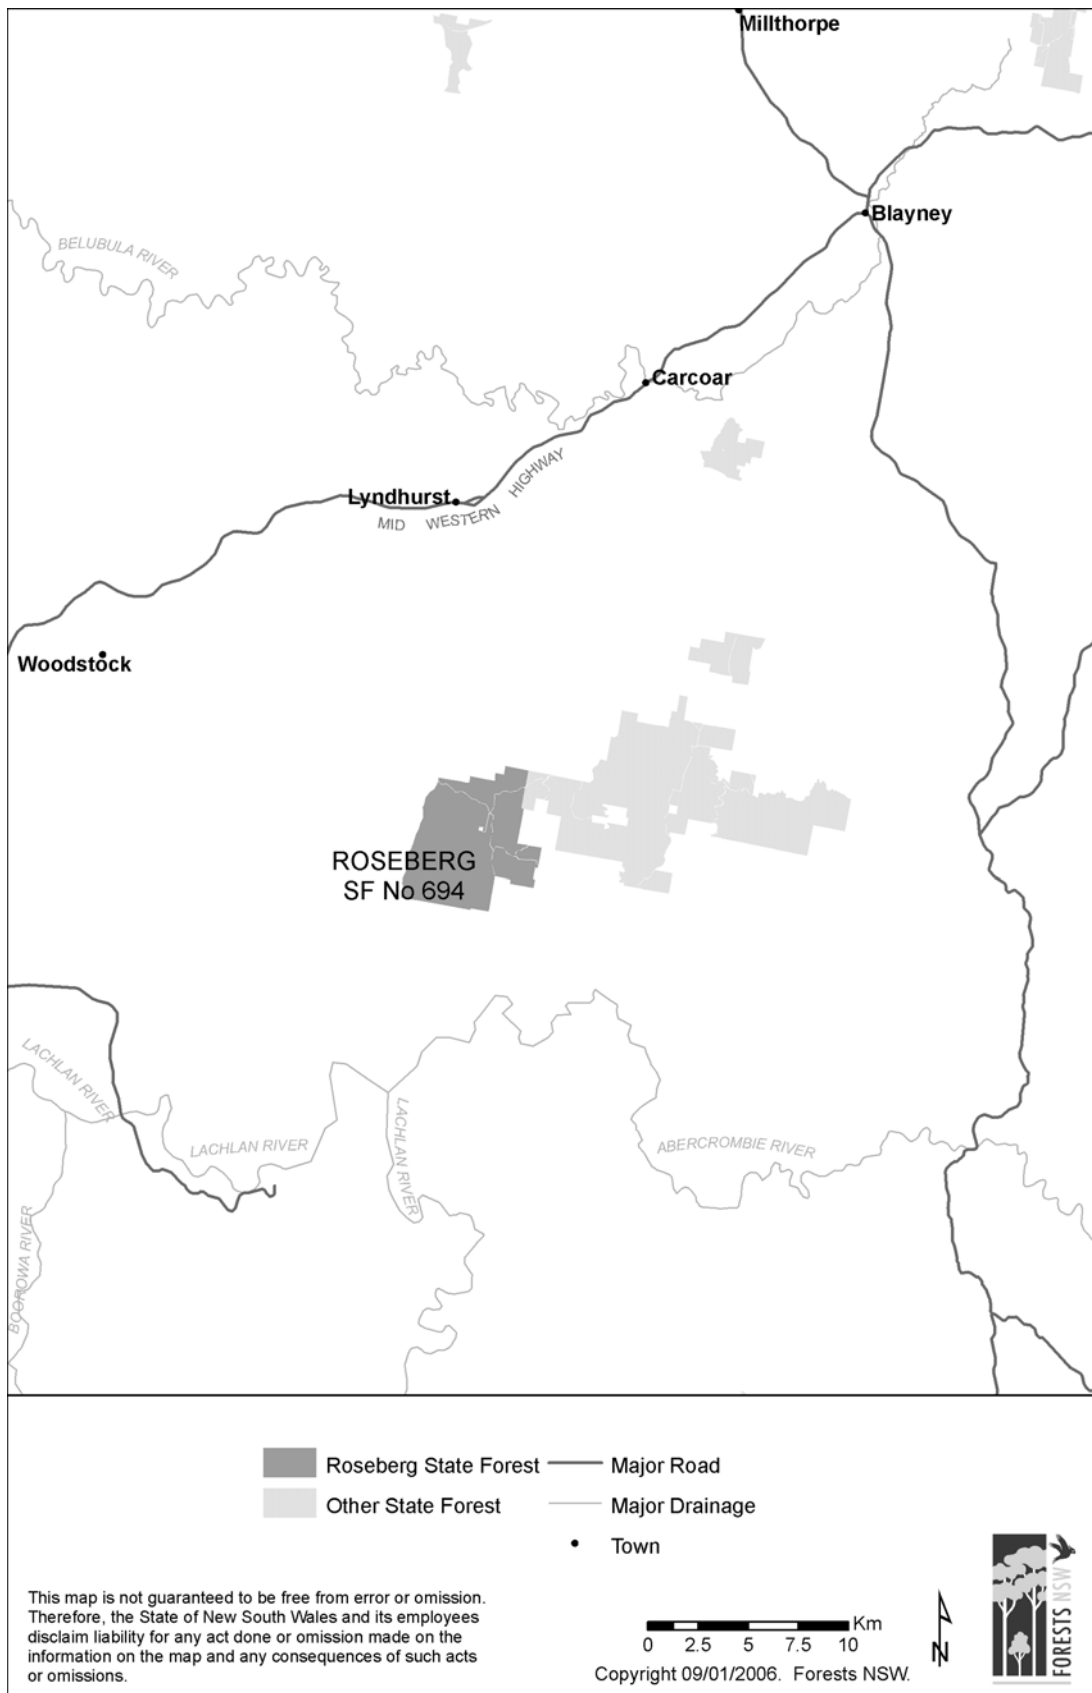 Millthorpe
BELUBULA RIVER
Blayney
Carcoar
Lyndhurst
MID WESTERN HIGHWAY
Woodstock
ROSEBERG
SF No 694
LACHLAN RIVER
LACHLAN RIVER
LACHLAN RIVER
ABERCROMBIE RIVER
BOOROWA RIVER
Roseberg State Forest
Major Road
Other State Forest
Major Drainage
Town
This map is not guaranteed to be free from error or omission.
Therefore, the State of New South Wales and its employees
disclaim liability for any act done or omission made on the
information on the map and any consequences of such acts
or omissions.
Km
0 2.5 5 7.5 10
Copyright 09/01/2006. Forests NSW.
N
FORESTS NSW